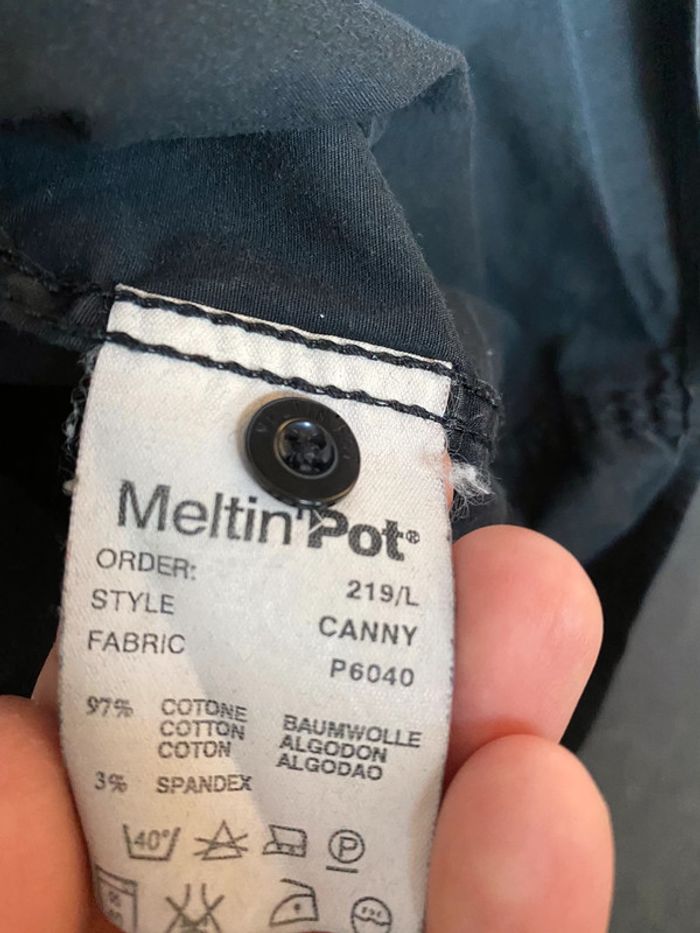 Meltin'Pot®
ORDER: 219/L
STYLE CANNY
FABRIC P6040
97% COTONE BAUMWOLLE
COTTON ALGODON
COTON ALGODAO
3% SPANDEX
40°
P